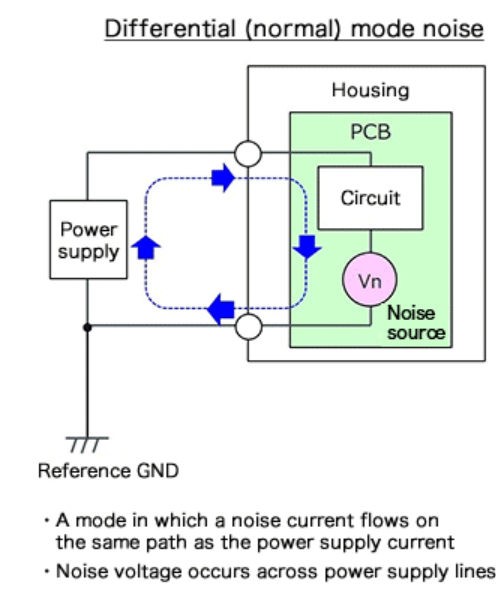 Differential (normal) mode noise
Housing
PCB
Circuit
Power
supply
Vn
Noise
source
Reference GND
・A mode in which a noise current flows on
the same path as the power supply current
・Noise voltage occurs across power supply lines